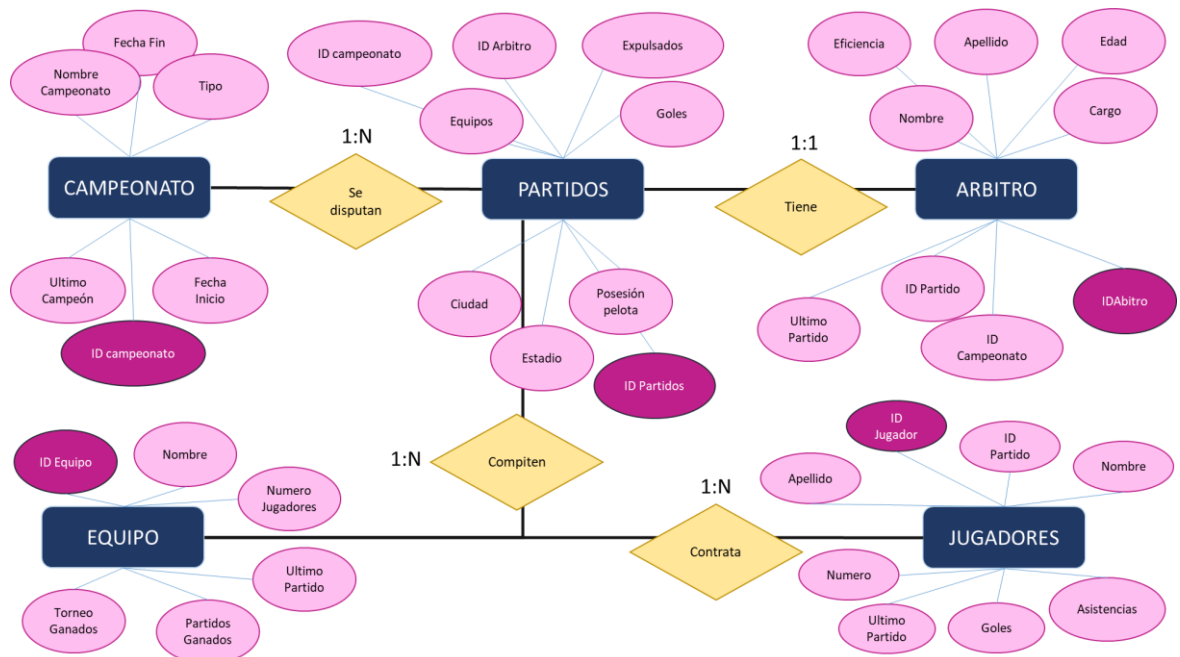 Fecha Fin
Nombre
Campeonato
Tipo
ID campeonato
ID Arbitro
Expulsados
Equipos
Goles
Eficiencia
Apellido
Edad
Nombre
Cargo
1:N
1:1
CAMPEONATO
Se
disputan
PARTIDOS
Tiene
ARBITRO
Ultimo
Campeón
Fecha
Inicio
ID campeonato
Ciudad
Posesión
pelota
Estadio
ID Partidos
Ultimo
Partido
ID Partido
ID
Campeonato
IDAbitro
1:N
Compiten
ID Equipo
Nombre
Numero
Jugadores
1:N
ID
Jugador
ID
Partido
Apellido
Nombre
EQUIPO
Contrata
JUGADORES
Ultimo
Partido
Torneo
Ganados
Partidos
Ganados
Numero
Ultimo
Partido
Goles
Asistencias